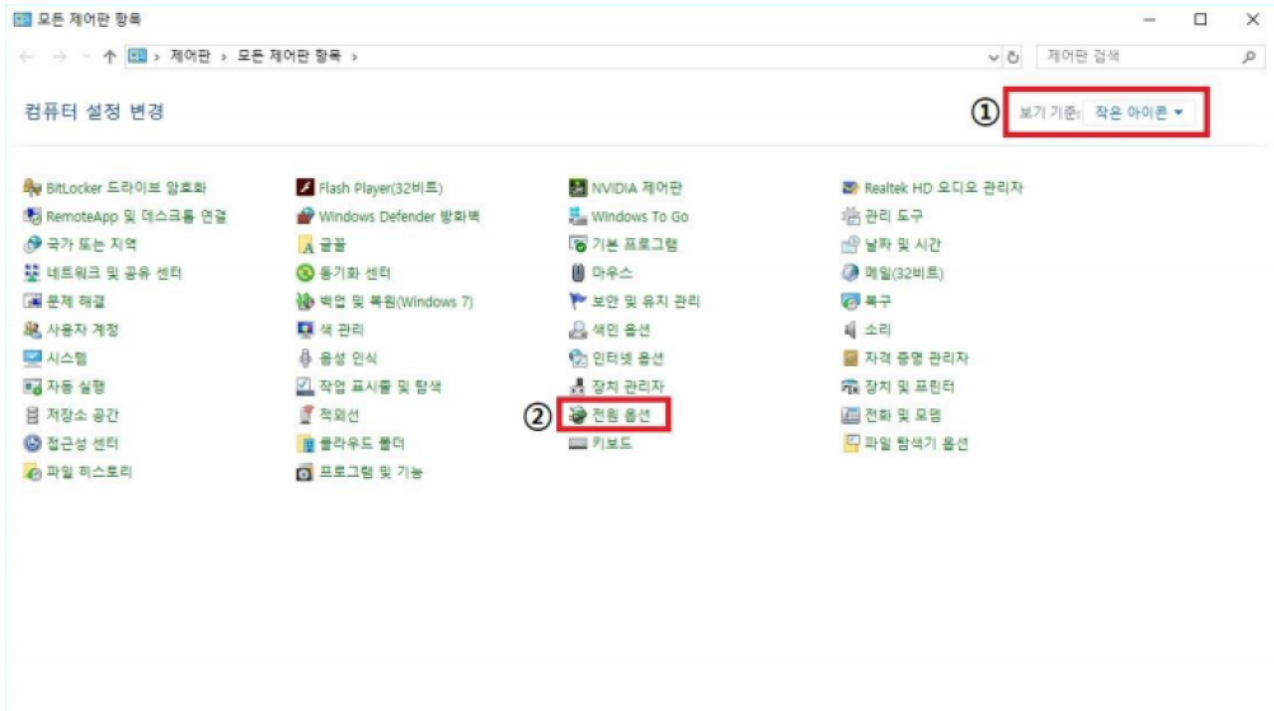 모든 제어판 항목
제어판 › 모든 제어판 항목 ›
제어판 검색
컴퓨터 설정 변경
① 보기 기준: 작은 아이콘
BitLocker 드라이브 암호화
Flash Player(32비트)
NVIDIA 제어판
Realtek HD 오디오 관리자
RemoteApp 및 데스크톱 연결
Windows Defender 방화벽
Windows To Go
관리 도구
국가 또는 지역
글꼴
기본 프로그램
날짜 및 시간
네트워크 및 공유 센터
동기화 센터
마우스
메일(32비트)
문제 해결
백업 및 복원(Windows 7)
보안 및 유지 관리
복구
사용자 계정
색 관리
색인 옵션
소리
시스템
음성 인식
인터넷 옵션
자격 증명 관리자
자동 실행
작업 표시줄 및 탐색
장치 관리자
장치 및 프린터
저장소 공간
적외선
② 전원 옵션
전화 및 모뎀
접근성 센터
클라우드 폴더
키보드
파일 탐색기 옵션
파일 히스토리
프로그램 및 기능